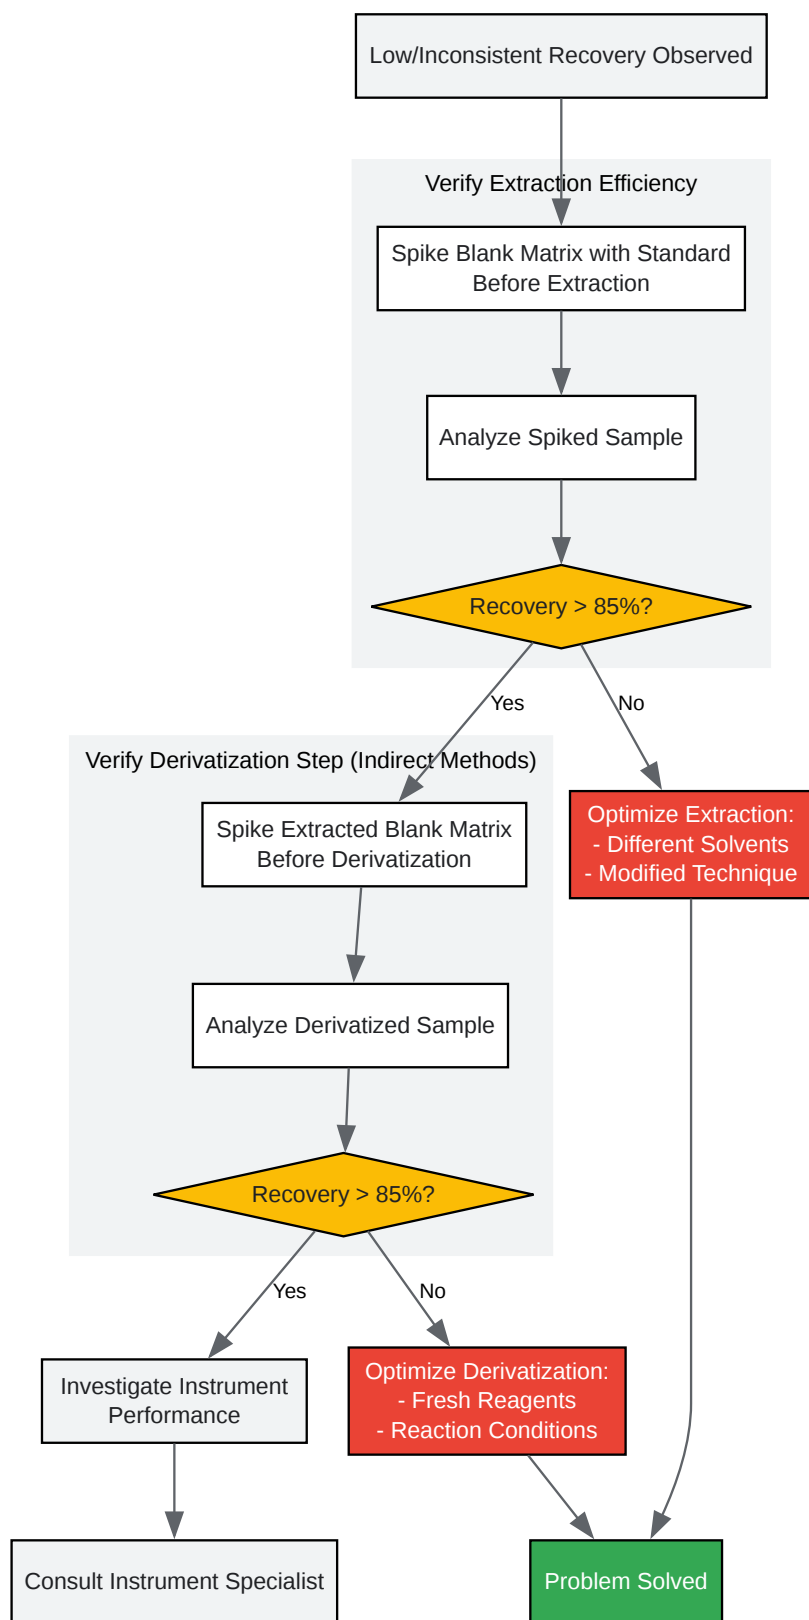 Low/Inconsistent Recovery Observed
Verify Extraction Efficiency
Spike Blank Matrix with Standard
Before Extraction
Analyze Spiked Sample
Recovery > 85%?
Yes
No
Verify Derivatization Step (Indirect Methods)
Spike Extracted Blank Matrix
Before Derivatization
Optimize Extraction:
- Different Solvents
- Modified Technique
Analyze Derivatized Sample
Recovery > 85%?
Yes
No
Investigate Instrument
Performance
Optimize Derivatization:
- Fresh Reagents
- Reaction Conditions
Consult Instrument Specialist
Problem Solved